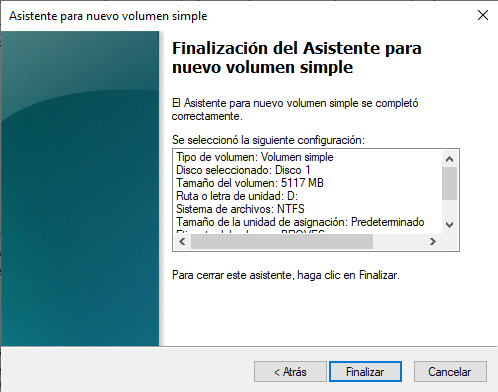 Asistente para nuevo volumen simple
Finalización del Asistente para
nuevo volumen simple
El Asistente para nuevo volumen simple se completó
correctamente.
Se seleccionó la siguiente configuración:
Tipo de volumen: Volumen simple
Disco seleccionado: Disco 1
Tamaño del volumen: 5117 MB
Ruta o letra de unidad: D:
Sistema de archivos: NTFS
Tamaño de la unidad de asignación: Predeterminado
Para cerrar este asistente, haga clic en Finalizar.
< Atrás
Finalizar
Cancelar